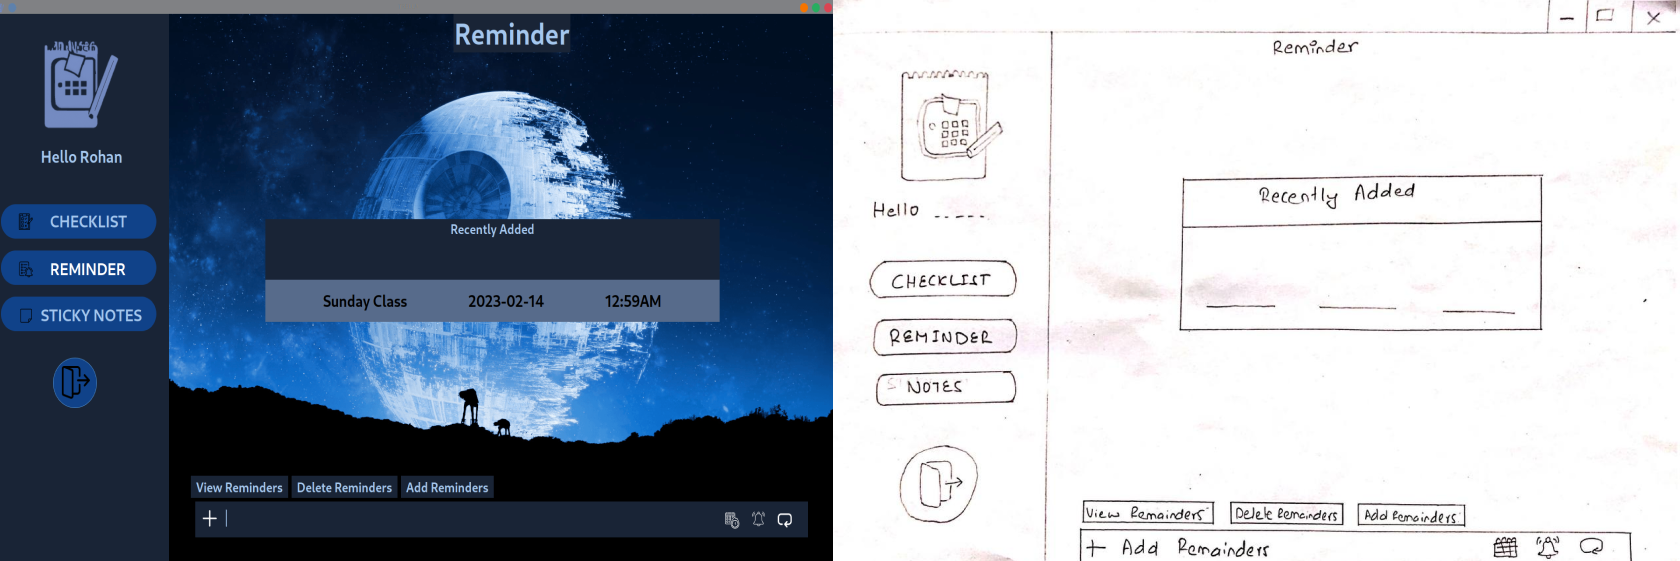 Reminder
Hello Rohan
CHECKLIST
REMINDER
STICKY NOTES
Recently Added
Sunday Class 2023-02-14 12:59AM
View Reminders Delete Reminders Add Reminders
Reminder
Hello
CHECKLIST
REMINDER
S NOTES
Recently Added
View Remainders Delete Remainders Add Remainders
+ Add Remainders